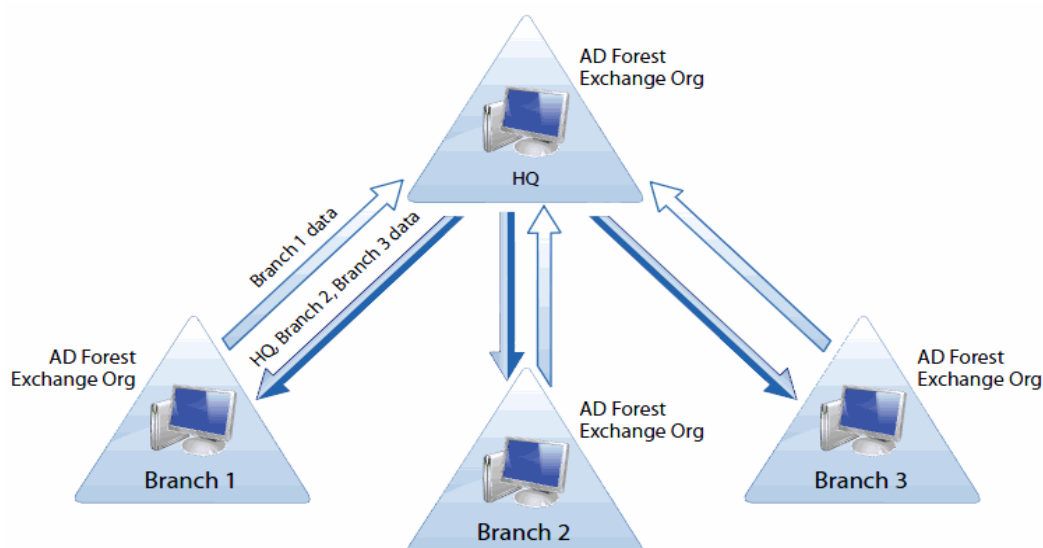 AD Forest
Exchange Org
HQ
Branch 1 data
HQ, Branch 2, Branch 3 data
AD Forest
Exchange Org
Branch 1
AD Forest
Exchange Org
Branch 2
AD Forest
Exchange Org
Branch 3